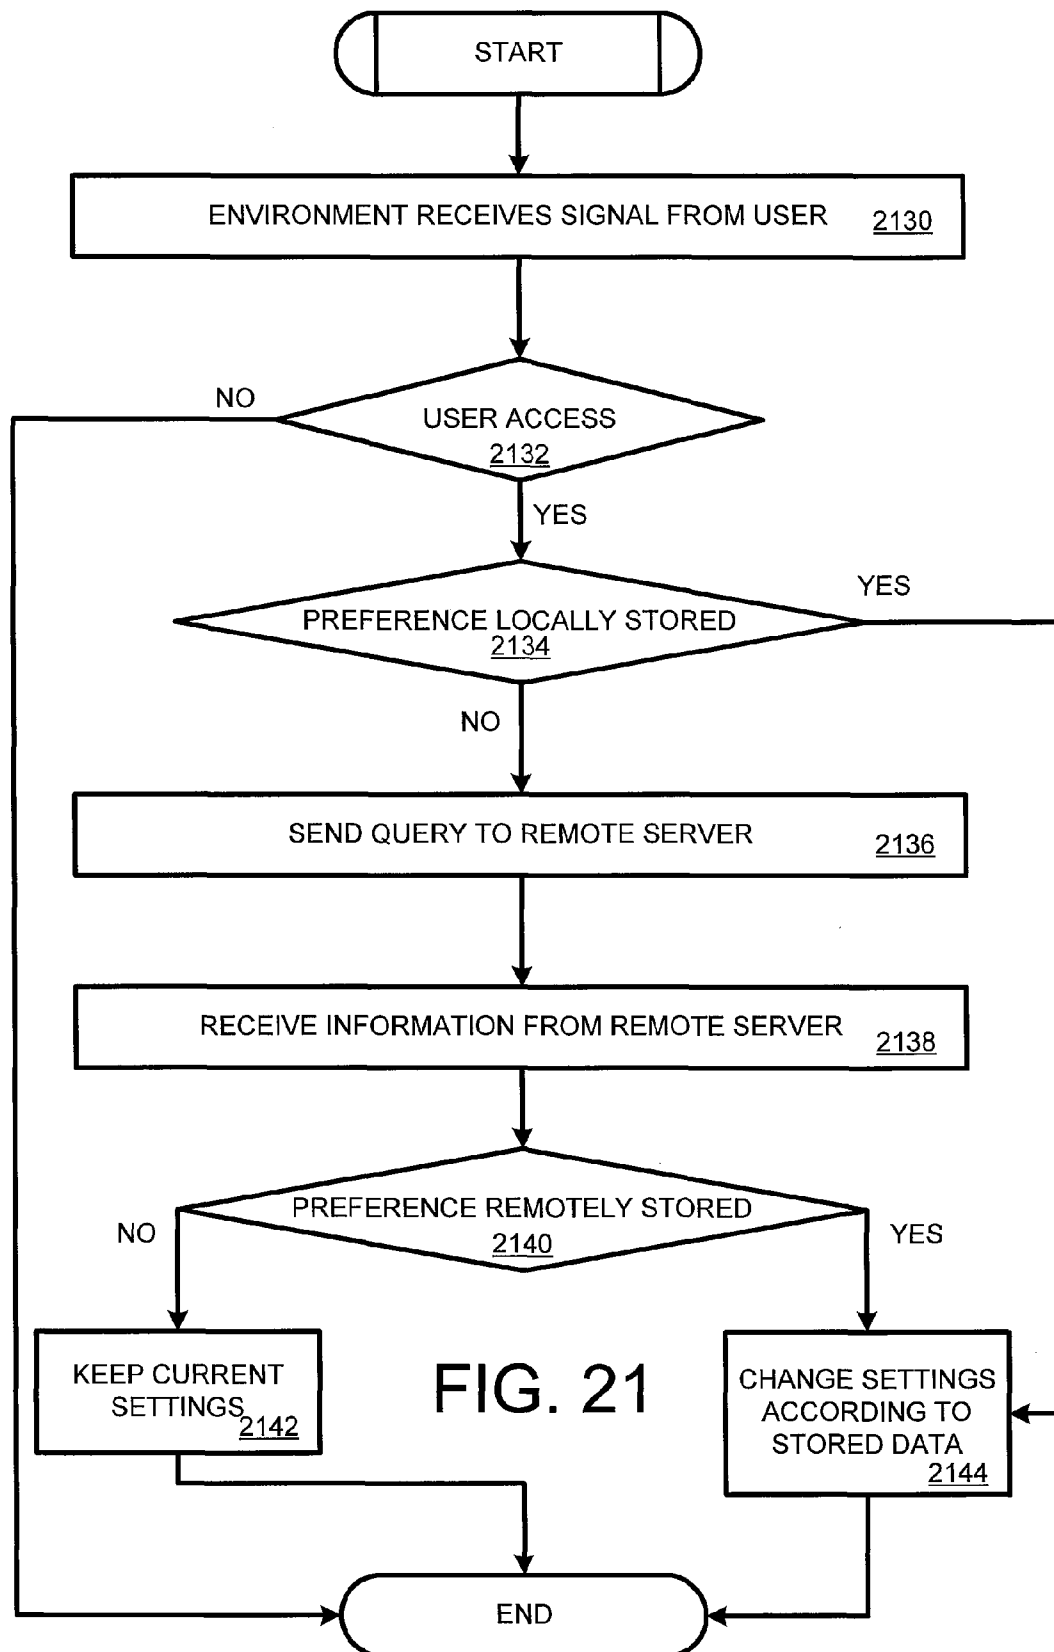 START
ENVIRONMENT RECEIVES SIGNAL FROM USER
2130
NO
USER ACCESS
2132
YES
PREFERENCE LOCALLY STORED
2134
YES
NO
SEND QUERY TO REMOTE SERVER
2136
RECEIVE INFORMATION FROM REMOTE SERVER
2138
PREFERENCE REMOTELY STORED
2140
NO
YES
KEEP CURRENT
SETTINGS
2142
FIG. 21
CHANGE SETTINGS
ACCORDING TO
STORED DATA
2144
END